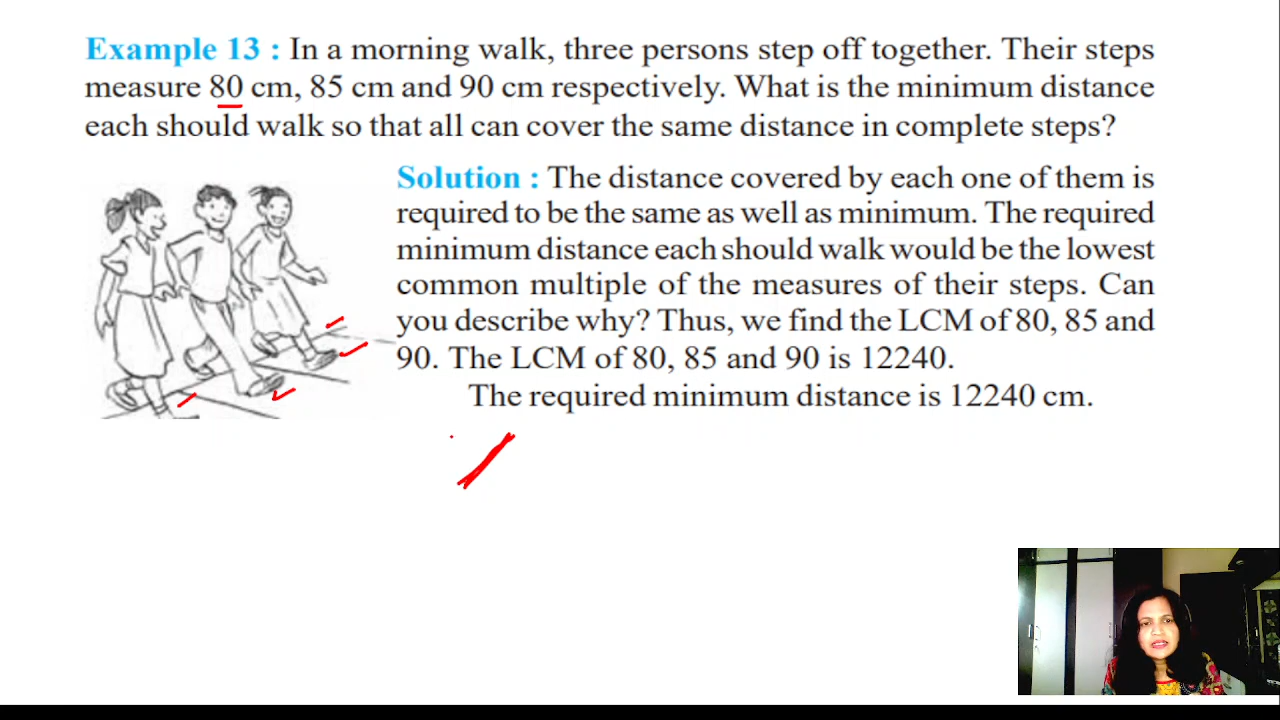 Example 13 : In a morning walk, three persons step off together. Their steps
measure 80 cm, 85 cm and 90 cm respectively. What is the minimum distance
each should walk so that all can cover the same distance in complete steps?
Solution : The distance covered by each one of them is
required to be the same as well as minimum. The required
minimum distance each should walk would be the lowest
common multiple of the measures of their steps. Can
you describe why? Thus, we find the LCM of 80, 85 and
90. The LCM of 80, 85 and 90 is 12240.
The required minimum distance is 12240 cm.